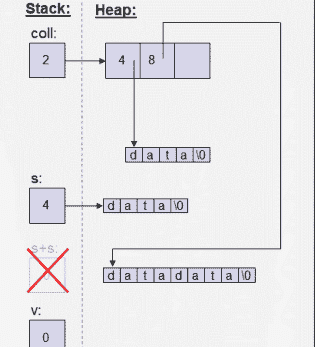 Stack: Heap:
coll:
2 4 8
d a t a \0
s:
4 d a t a \0
s+s:
d a t a d a t a \0
v:
0